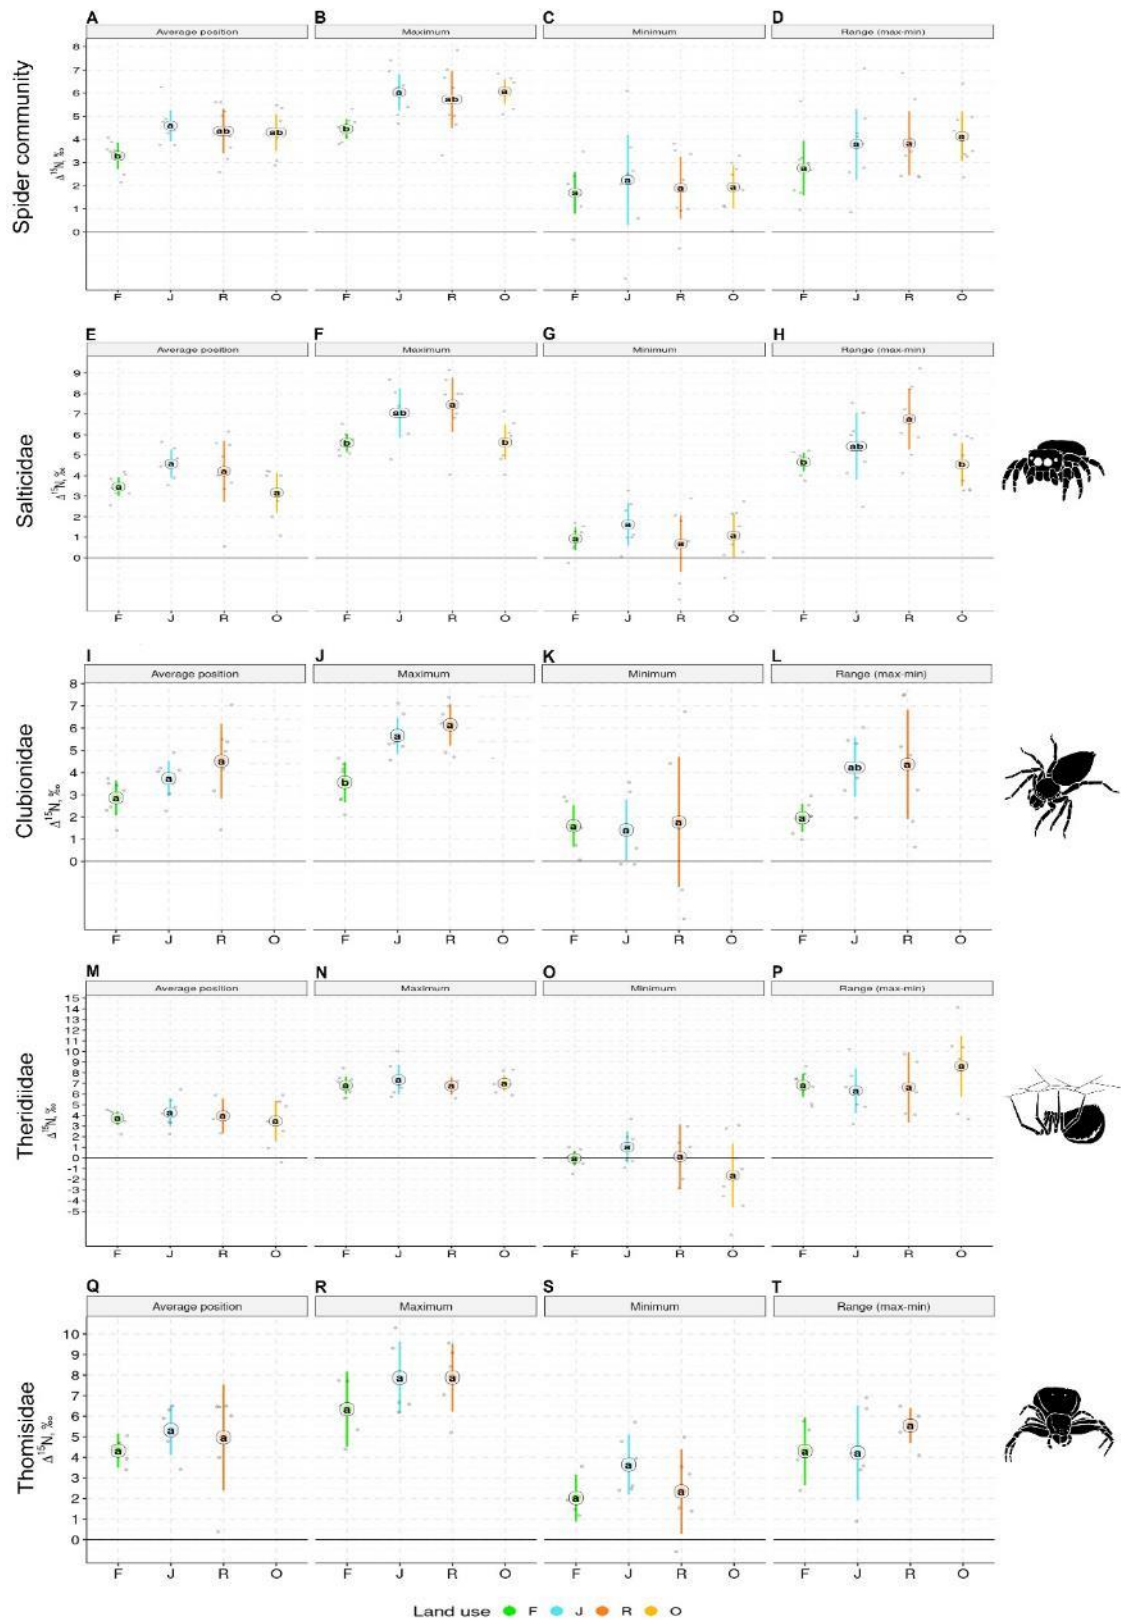 A B C D
Average position Maximum Minimum Range (max-min)
Spider community
Δ¹⁵N, ‰
8
7
6
5
4
3
2
1
0
b a ab ab
b a ab a
a a a a
a a a a
F J R O F J R O F J R O F J R O
E F G H
Average position Maximum Minimum Range (max-min)
Salticidae
Δ¹⁵N, ‰
9
8
7
6
5
4
3
2
1
0
a a a a
b ab a b
a a a a
b ab a b
F J R O F J R O F J R O F J R O
I J K L
Average position Maximum Minimum Range (max-min)
Clubionidae
Δ¹⁵N, ‰
8
7
6
5
4
3
2
1
0
a a a
b a a
a a a
a ab a
F J R O F J R O F J R O F J R O
M N O P
Average position Maximum Minimum Range (max-min)
Theridiidae
Δ¹⁵N, ‰
15
14
13
12
11
10
9
8
7
6
5
4
3
2
1
0
-1
-2
-3
-4
-5
a a a a
a a a a
a a a a
a a a a
F J R O F J R O F J R O F J R O
Q R S T
Average position Maximum Minimum Range (max-min)
Thomisidae
Δ¹⁵N, ‰
10
9
8
7
6
5
4
3
2
1
0
a a a
a a a
a a a
a a a
F J R O F J R O F J R O F J R O
Land use F J R O